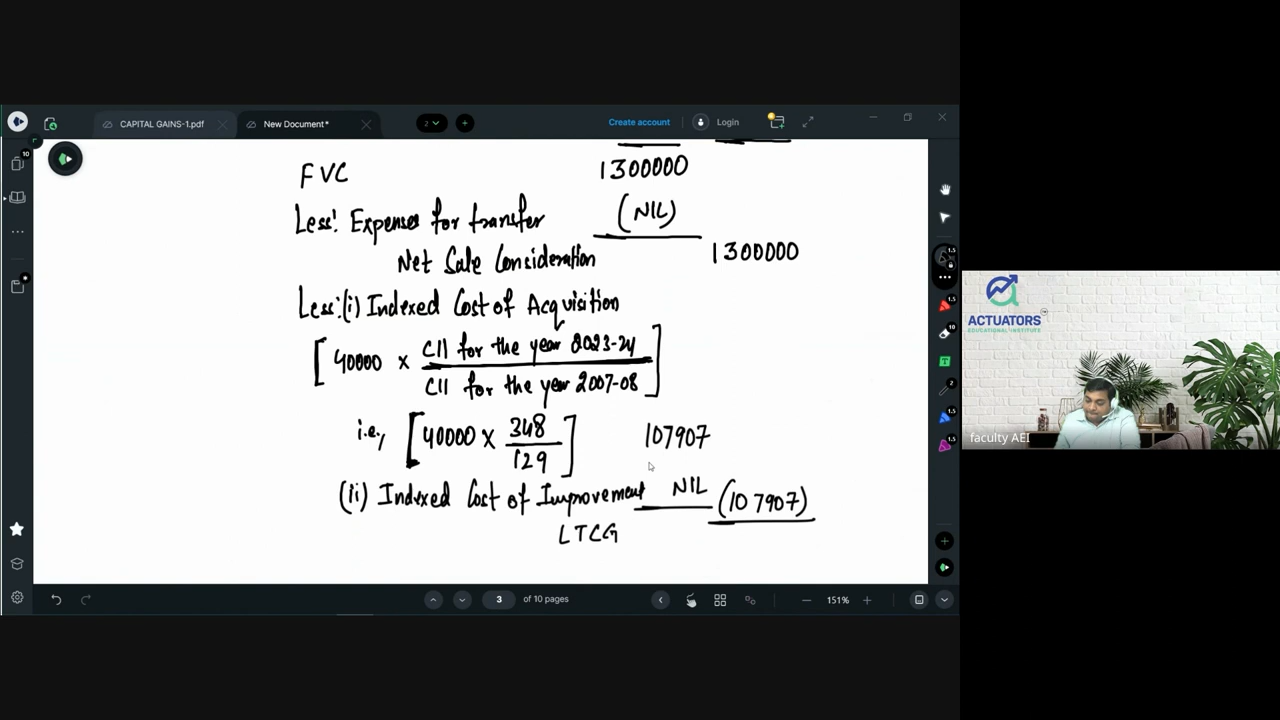 CAPITAL GAINS-1.pdf
New Document*
2
Create account
Login
FVC 1300000
Less: Expenses for transfer (NIL)
Net Sale Consideration 1300000
Less:(i) Indexed Cost of Acquisition
[40000 × CII for the year 2023-24
CII for the year 2007-08]
i.e, [40000 × 348
129] 107907
(ii) Indexed Cost of Improvement NIL (107907)
LTCG
3 of 10 pages
151%
ACTUATORS
EDUCATIONAL INSTITUTE
faculty AEI